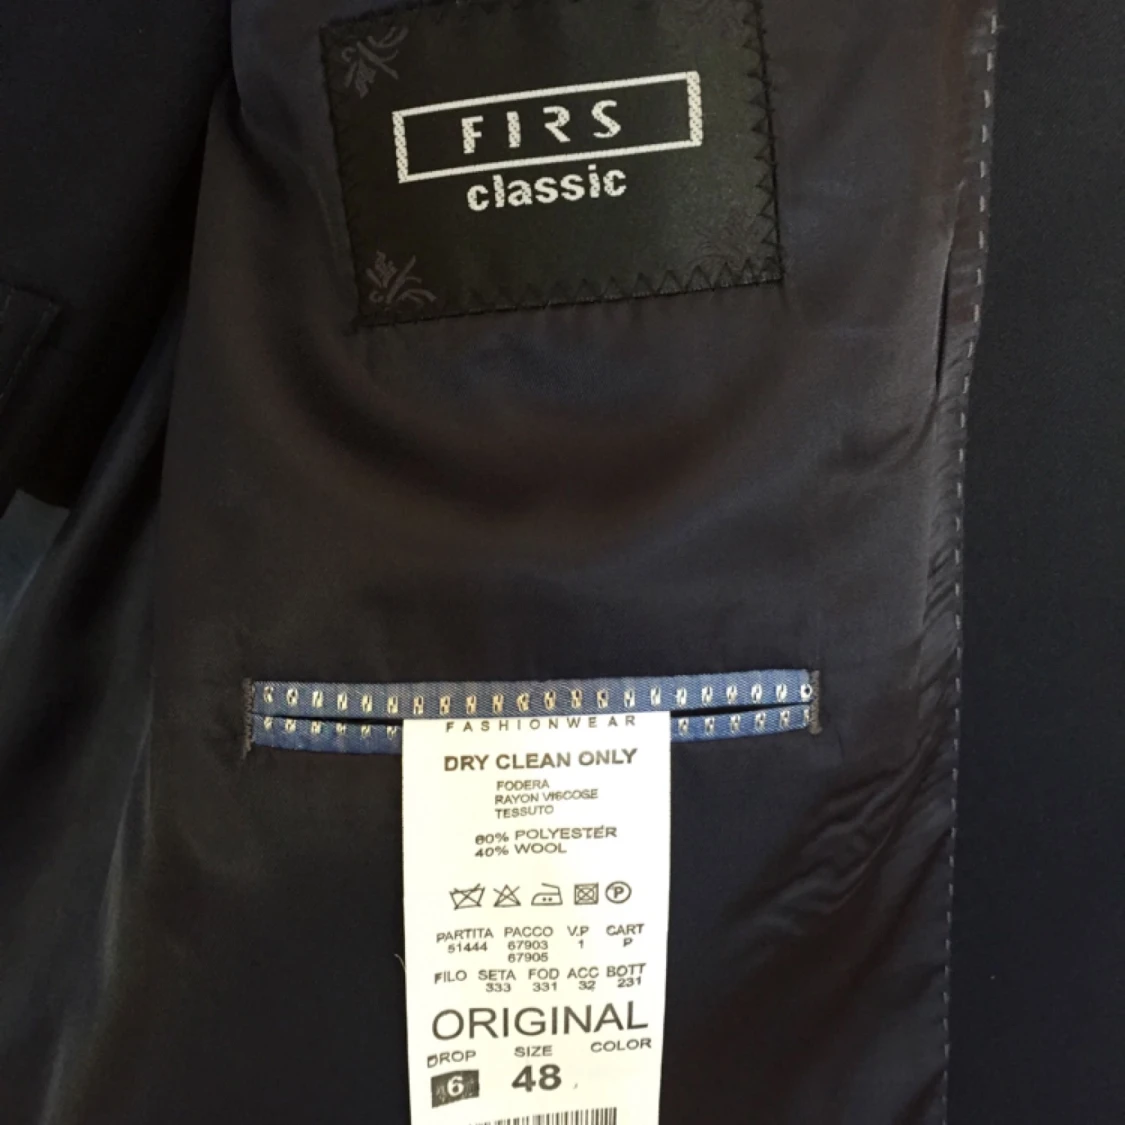 FIRS
classic
FASHIONWEAR
DRY CLEAN ONLY
FODERA
RAYON VISCOSE
TESSUTO
60% POLYESTER
40% WOOL
P
PARTITA PACCO V.P CART
51444 67903 1 P
67905
FILO SETA FOD ACC BOTT
333 331 32 231
ORIGINAL
DROP SIZE COLOR
6 48